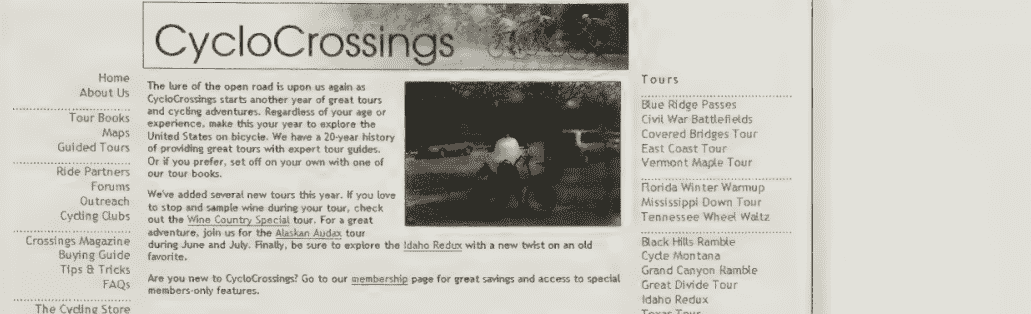 CycloCrossings
Home
About Us
Tour Books
Maps
Guided Tours
Ride Partners
Forums
Outreach
Cycling Clubs
Crossings Magazine
Buying Guide
Tips & Tricks
FAQs
The Cycling Store
The lure of the open road is upon us again as
CycloCrossings starts another year of great tours
and cycling adventures. Regardless of your age or
experience, make this your year to explore the
United States on bicycle. We have a 20-year history
of providing great tours with expert tour guides.
Or if you prefer, set off on your own with one of
our tour books.
We've added several new tours this year. If you love
to stop and sample wine during your tour, check
out the Wine Country Special tour. For a great
adventure, join us for the Alaskan Audax tour
during June and July. Finally, be sure to explore the Idaho Redux with a new twist on an old
favorite.
Are you new to CycloCrossings? Go to our membership page for great savings and access to special
members-only features.
Tours
Blue Ridge Passes
Civil War Battlefields
Covered Bridges Tour
East Coast Tour
Vermont Maple Tour
Florida Winter Warmup
Mississippi Down Tour
Tennessee Wheel Waltz
Black Hills Ramble
Cycle Montana
Grand Canyon Ramble
Great Divide Tour
Idaho Redux
Texas Tour